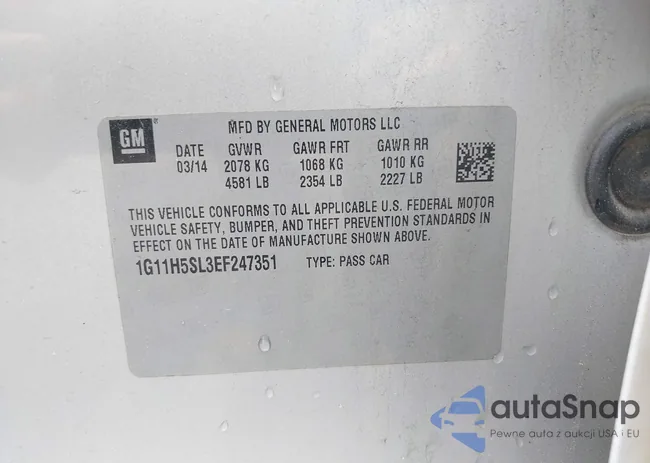 GM
MFD BY GENERAL MOTORS LLC
DATE GVWR GAWR FRT GAWR RR
03/14 2078 KG 1068 KG 1010 KG
4581 LB 2354 LB 2227 LB
THIS VEHICLE CONFORMS TO ALL APPLICABLE U.S. FEDERAL MOTOR
VEHICLE SAFETY, BUMPER, AND THEFT PREVENTION STANDARDS IN
EFFECT ON THE DATE OF MANUFACTURE SHOWN ABOVE.
1G11H5SL3EF247351 TYPE: PASS CAR
autaSnap
Pewne auta z aukcji USA i EU